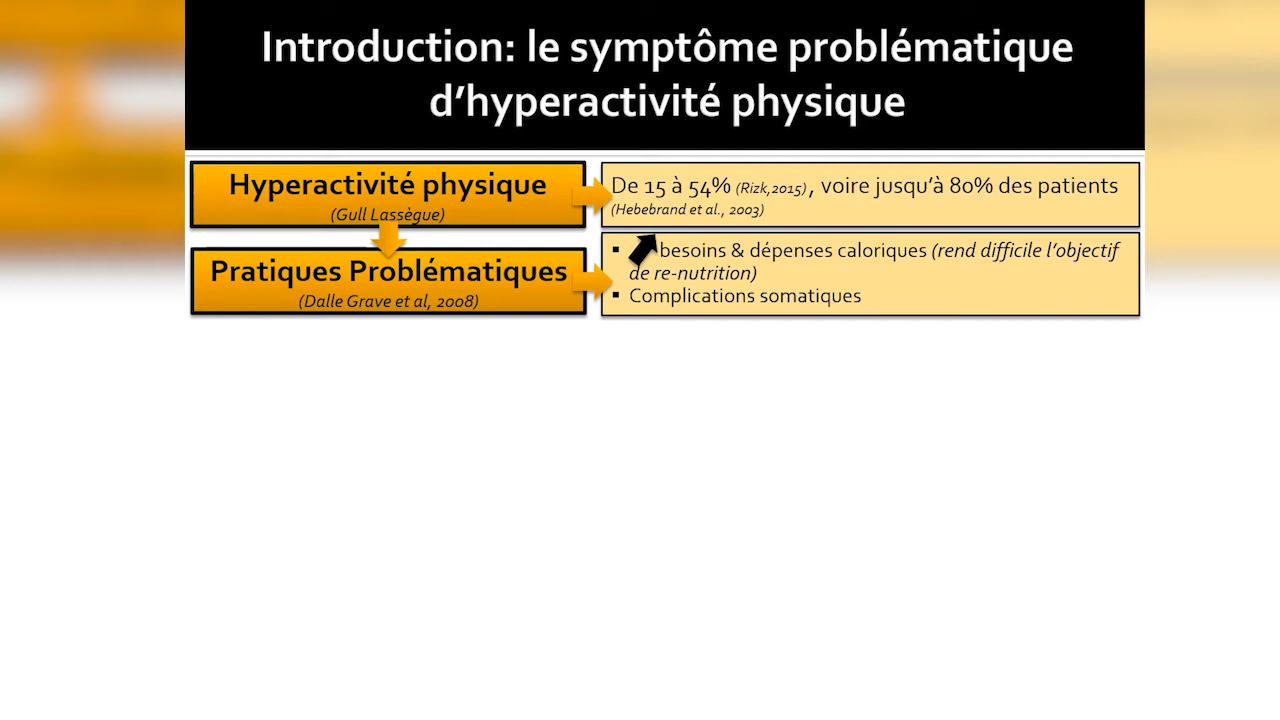 Introduction: le symptôme problématique
d’hyperactivité physique
Hyperactivité physique
(Gull Lassègue)
De 15 à 54% (Rizk,2015), voire jusqu’à 80% des patients
(Hebebrand et al., 2003)
Pratiques Problématiques
(Dalle Grave et al, 2008)
▪ besoins & dépenses caloriques (rend difficile l’objectif
de re-nutrition)
▪ Complications somatiques